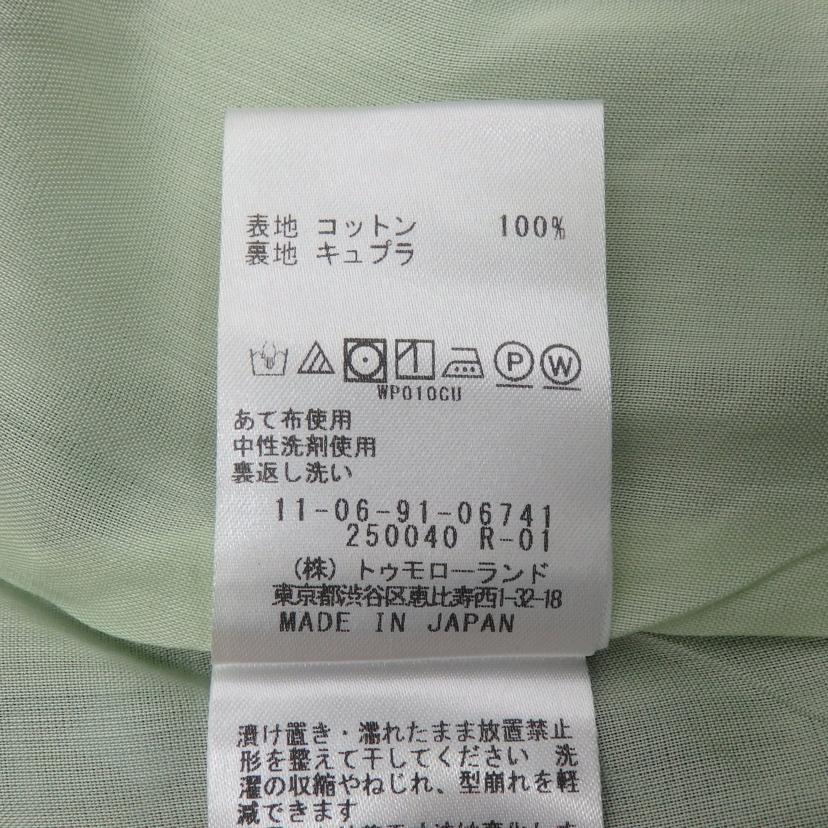 表地 コットン 100%
裏地 キュプラ
P W
WP010CU
あて布使用
中性洗剤使用
裏返し洗い
11-06-91-06741
250040 R-01
(株) トゥモローランド
東京都渋谷区恵比寿西1-32-18
MADE IN JAPAN
漬け置き・濡れたまま放置禁止
形を整えて干してください 洗
濯の収縮やねじれ、型崩れを軽
減できます